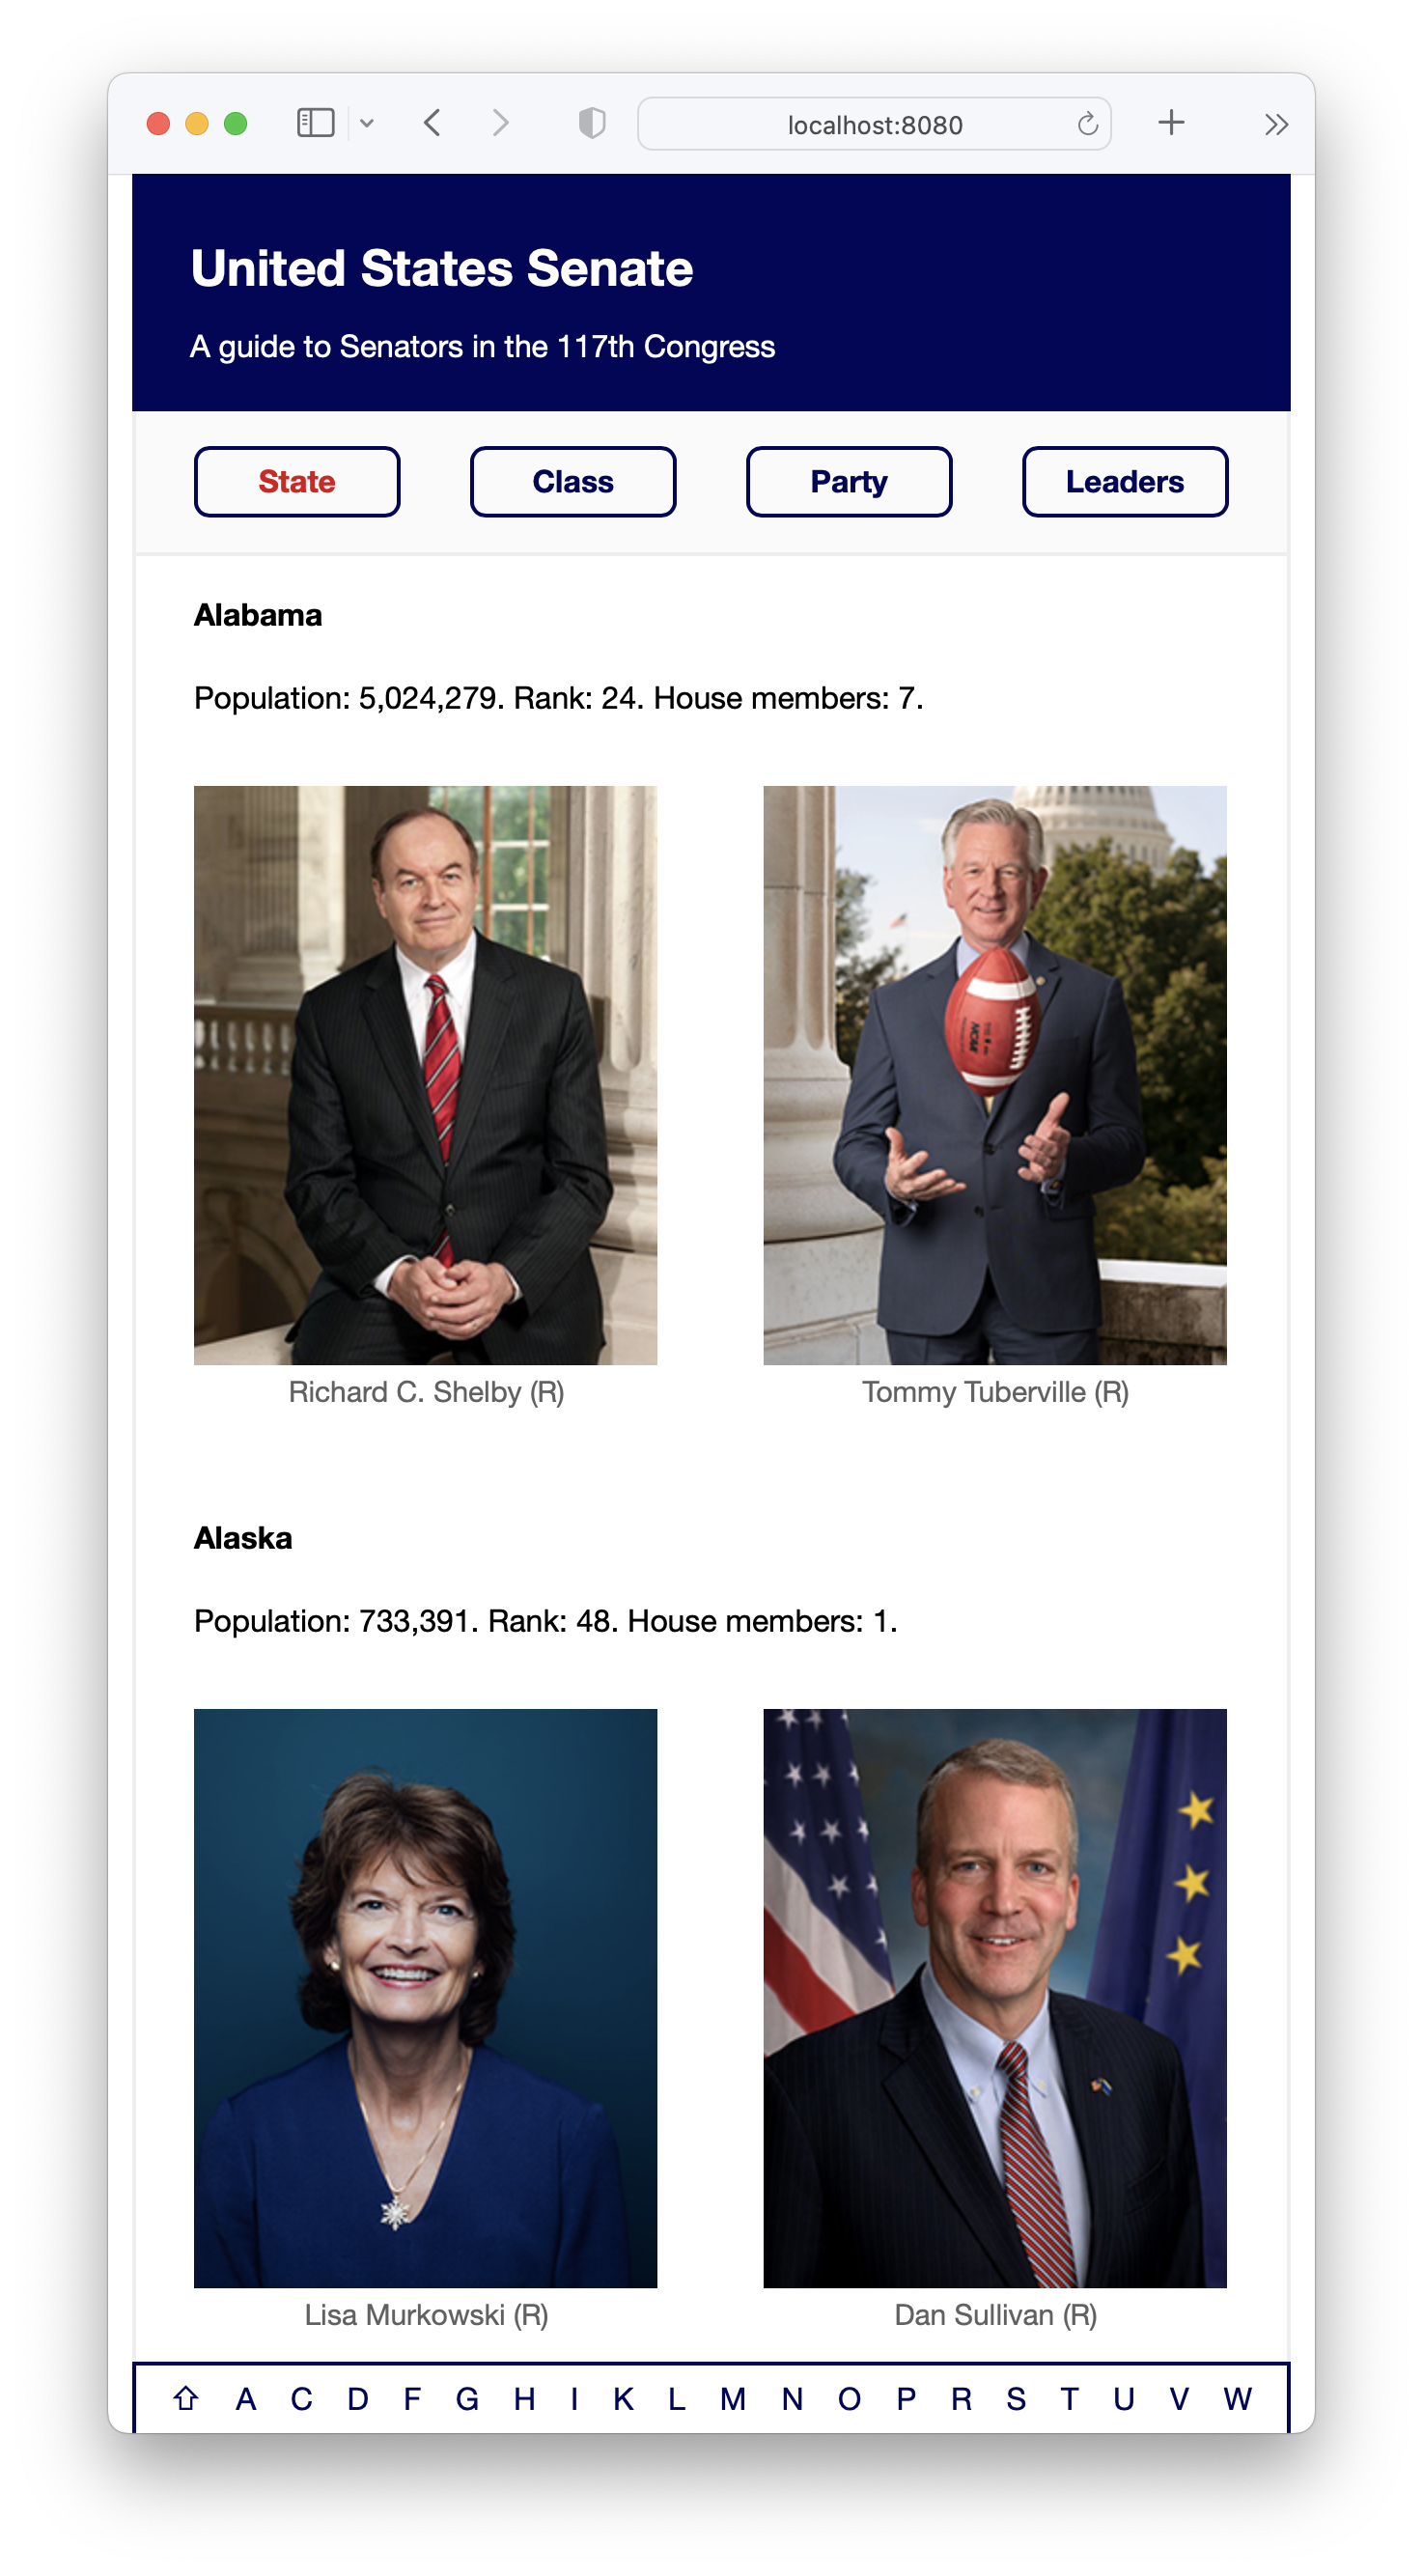 localhost:8080
United States Senate
A guide to Senators in the 117th Congress
State Class Party Leaders
Alabama
Population: 5,024,279. Rank: 24. House members: 7.
Richard C. Shelby (R) Tommy Tuberville (R)
Alaska
Population: 733,391. Rank: 48. House members: 1.
Lisa Murkowski (R) Dan Sullivan (R)
A C D F G H I K L M N O P R S T U V W